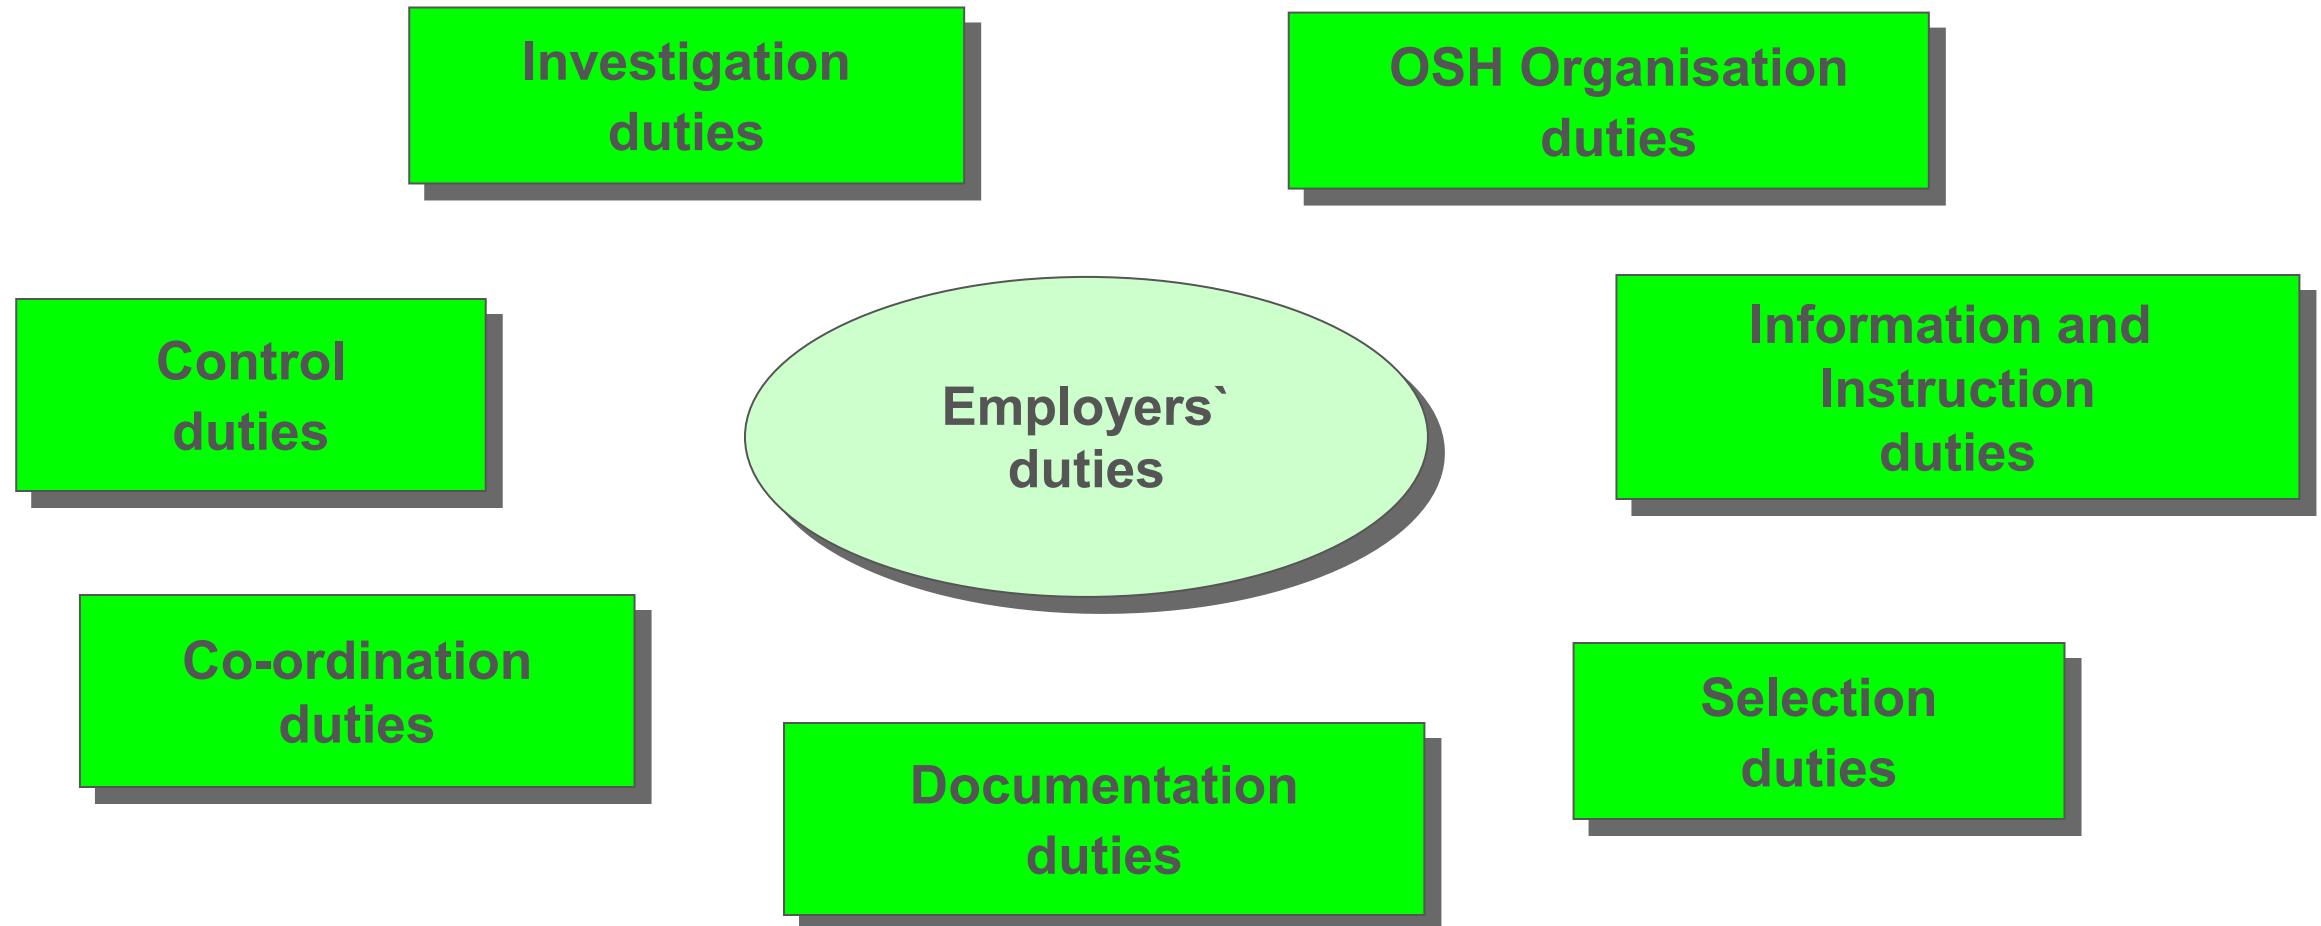 Investigation
duties
OSH Organisation
duties
Control
duties
Employers`
duties
Information and
Instruction
duties
Co-ordination
duties
Selection
duties
Documentation
duties